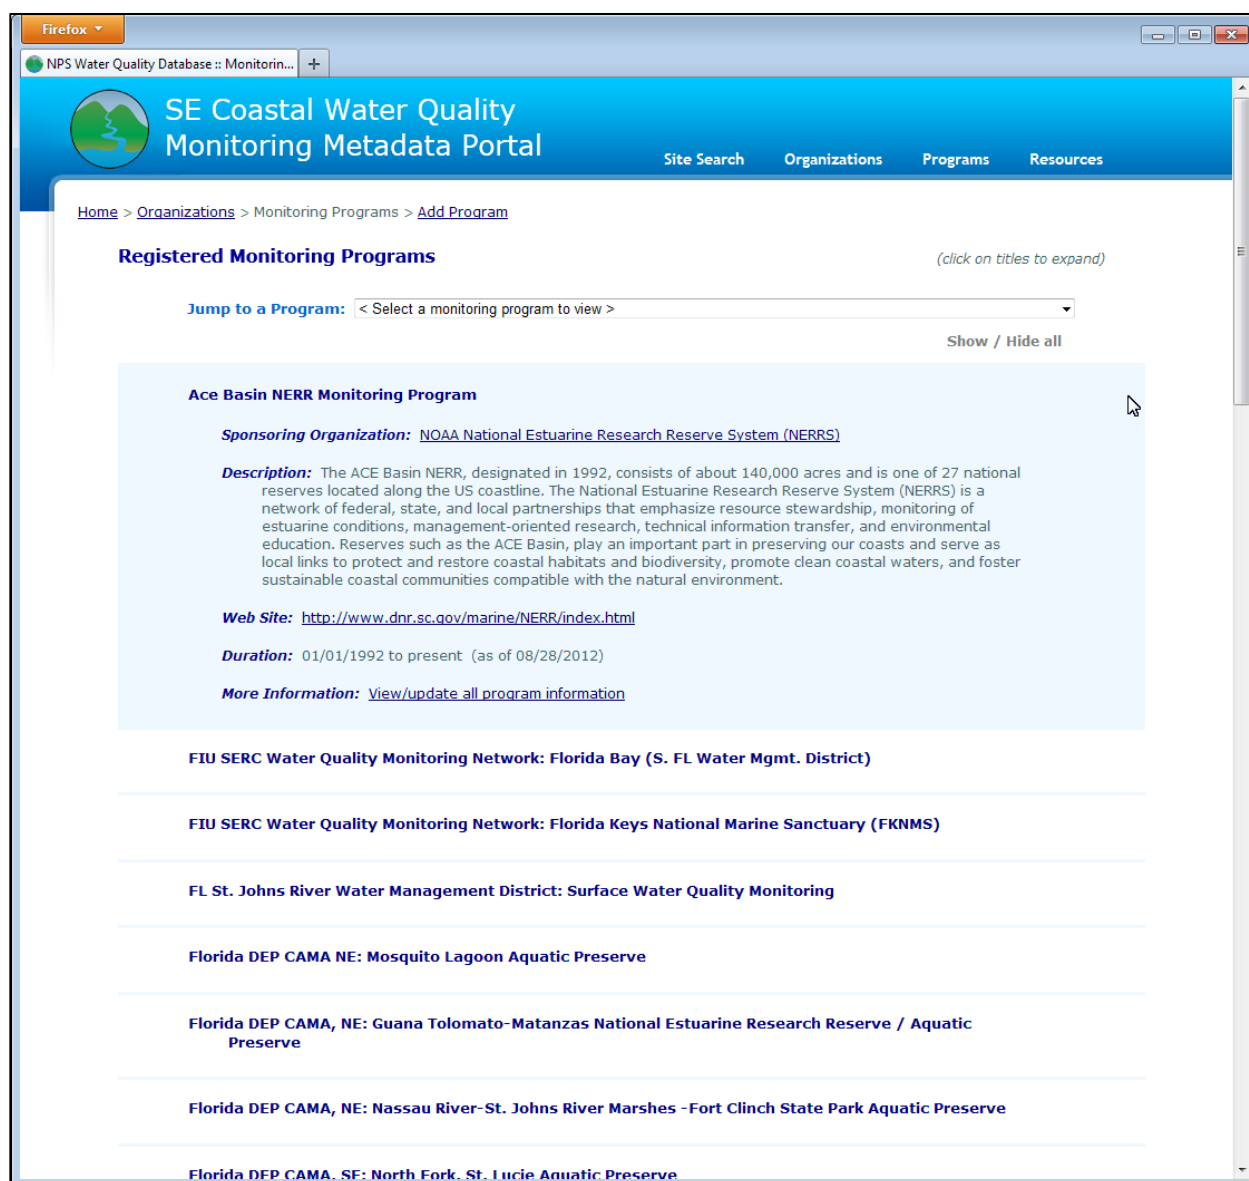 Firefox
NPS Water Quality Database :: Monitorin...
SE Coastal Water Quality
Monitoring Metadata Portal
Site Search Organizations Programs Resources
Home > Organizations > Monitoring Programs > Add Program
Registered Monitoring Programs (click on titles to expand)
Jump to a Program: < Select a monitoring program to view >
Show / Hide all
Ace Basin NERR Monitoring Program
Sponsoring Organization: NOAA National Estuarine Research Reserve System (NERRS)
Description: The ACE Basin NERR, designated in 1992, consists of about 140,000 acres and is one of 27 national
reserves located along the US coastline. The National Estuarine Research Reserve System (NERRS) is a
network of federal, state, and local partnerships that emphasize resource stewardship, monitoring of
estuarine conditions, management-oriented research, technical information transfer, and environmental
education. Reserves such as the ACE Basin, play an important part in preserving our coasts and serve as
local links to protect and restore coastal habitats and biodiversity, promote clean coastal waters, and foster
sustainable coastal communities compatible with the natural environment.
Web Site: http://www.dnr.sc.gov/marine/NERR/index.html
Duration: 01/01/1992 to present (as of 08/28/2012)
More Information: View/update all program information
FIU SERC Water Quality Monitoring Network: Florida Bay (S. FL Water Mgmt. District)
FIU SERC Water Quality Monitoring Network: Florida Keys National Marine Sanctuary (FKNMS)
FL St. Johns River Water Management District: Surface Water Quality Monitoring
Florida DEP CAMA NE: Mosquito Lagoon Aquatic Preserve
Florida DEP CAMA, NE: Guana Tolomato-Matanzas National Estuarine Research Reserve / Aquatic
Preserve
Florida DEP CAMA, NE: Nassau River-St. Johns River Marshes -Fort Clinch State Park Aquatic Preserve
Florida DEP CAMA, SE: North Fork, St. Lucie Aquatic Preserve